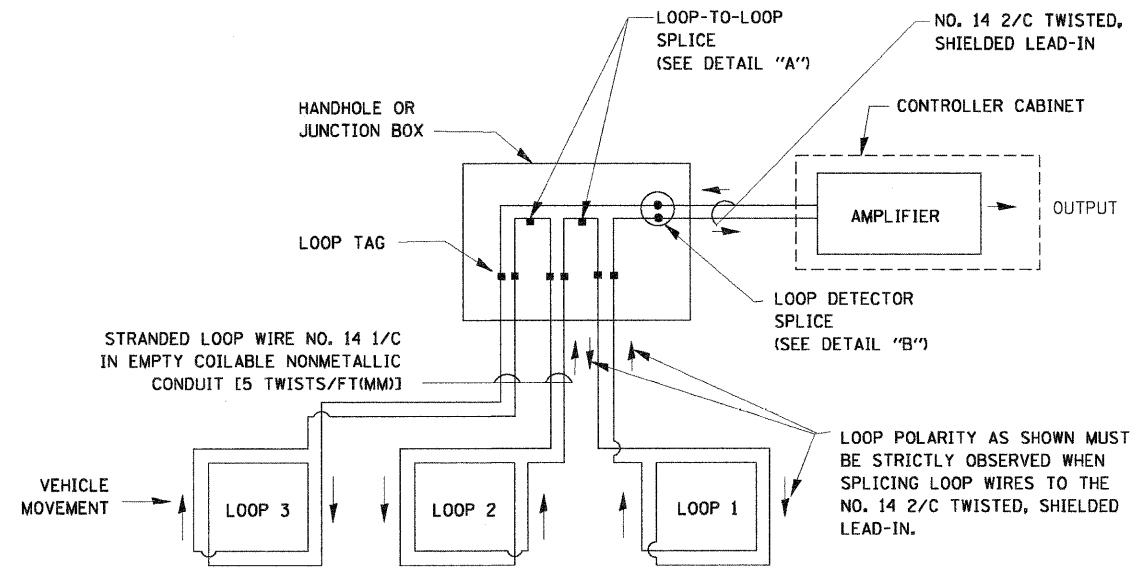 LOOP-TO-LOOP
SPLICE
(SEE DETAIL "A")
NO. 14 2/C TWISTED,
SHIELDED LEAD-IN
HANDHOLE OR
JUNCTION BOX
CONTROLLER CABINET
AMPLIFIER
OUTPUT
LOOP TAG
LOOP DETECTOR
SPLICE
(SEE DETAIL "B")
STRANDED LOOP WIRE NO. 14 1/C
IN EMPTY COILABLE NONMETALLIC
CONDUIT [5 TWISTS/FT(MM)]
LOOP POLARITY AS SHOWN MUST
BE STRICTLY OBSERVED WHEN
SPLICING LOOP WIRES TO THE
NO. 14 2/C TWISTED, SHIELDED
LEAD-IN.
VEHICLE
MOVEMENT
LOOP 3
LOOP 2
LOOP 1